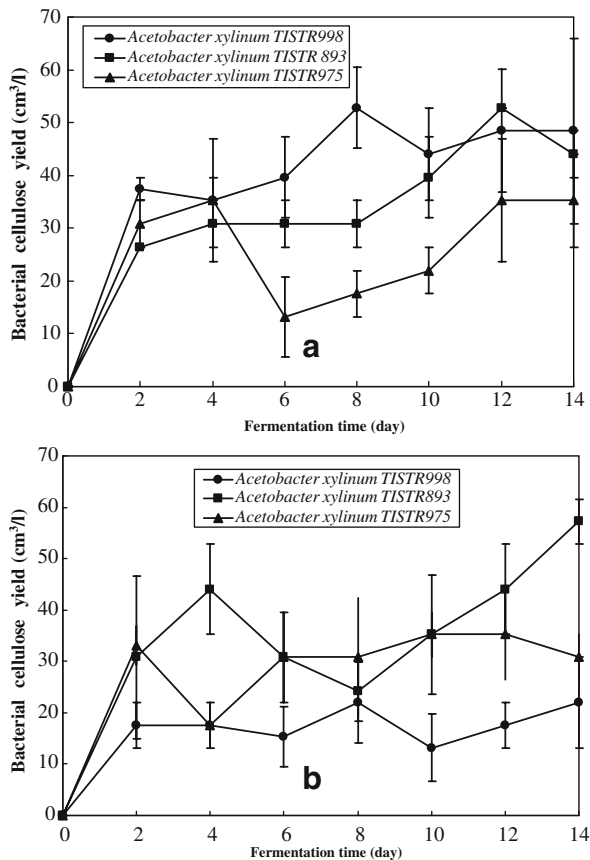 70
60
50
40
30
20
10
0
Bacterial cellulose yield (cm³/l)
Acetobacter xylinum TISTR998
Acetobacter xylinum TISTR 893
Acetobacter xylinum TISTR975
a
0 2 4 6 8 10 12 14
Fermentation time (day)
70
60
50
40
30
20
10
0
Bacterial cellulose yield (cm³/l)
Acetobacter xylinum TISTR998
Acetobacter xylinum TISTR893
Acetobacter xylinum TISTR975
b
0 2 4 6 8 10 12 14
Fermentation time (day)